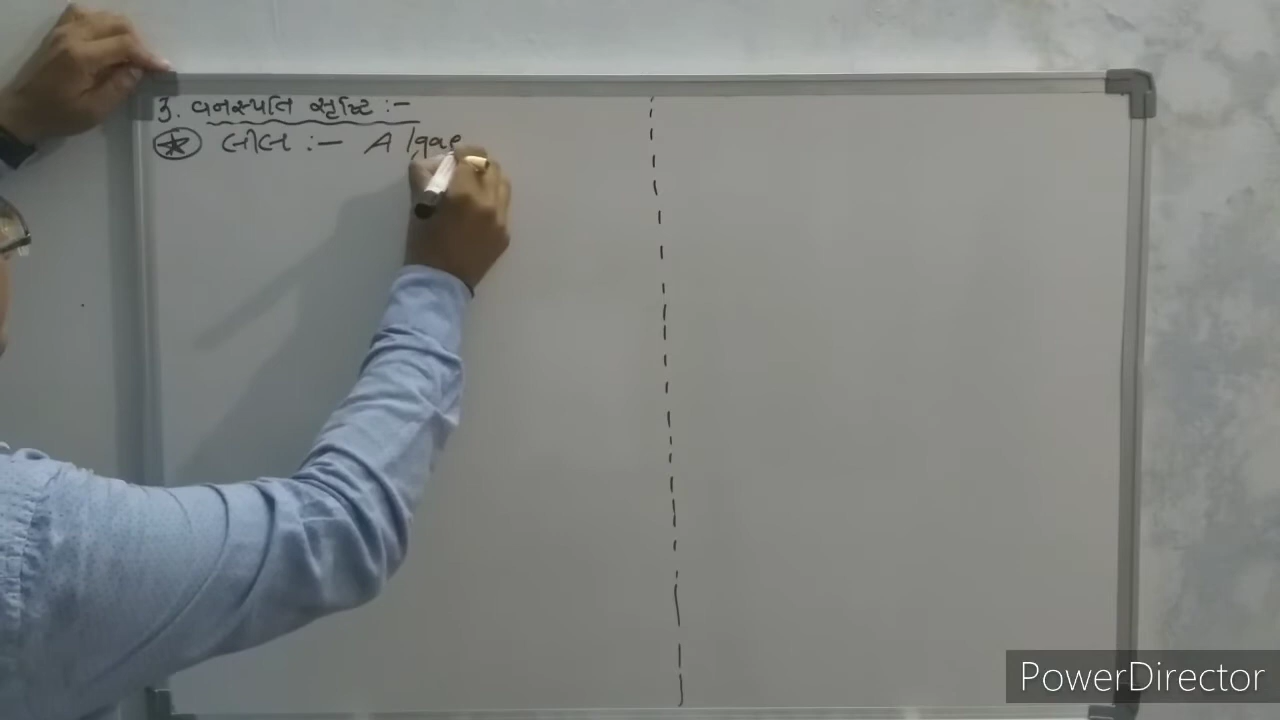 3. વનસ્પતિ સૃષ્ટિ :-
લીલ :- Algae
PowerDirector